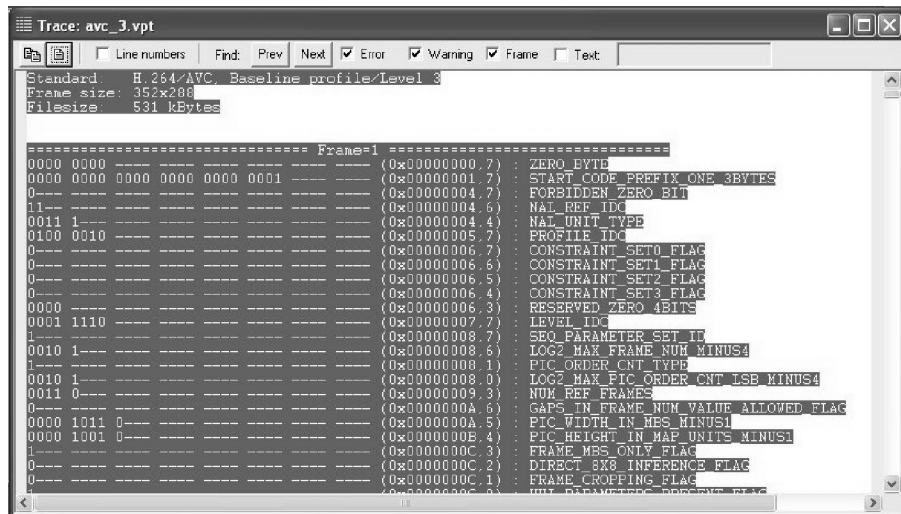 Trace: avc_3.vpt
Line numbers Find: Prev Next Error Warning Frame Text:
Standard: H.264/AVC, Baseline profile/Level 3
Frame size: 352x288
Filesize: 531 kBytes
================================ Frame=1 ================================
0000 0000 ---- ---- ---- ---- ---- ---- (0x00000000,7) : ZERO_BYTE
0000 0000 0000 0000 0000 0001 ---- ---- (0x00000001,7) : START_CODE_PREFIX_ONE_3BYTES
0--- ---- ---- ---- ---- ---- ---- ---- (0x00000004,7) : FORBIDDEN_ZERO_BIT
11-- ---- ---- ---- ---- ---- ---- ---- (0x00000004,6) : NAL_REF_IDC
0011 1--- ---- ---- ---- ---- ---- ---- (0x00000004,4) : NAL_UNIT_TYPE
0100 0010 ---- ---- ---- ---- ---- ---- (0x00000005,7) : PROFILE_IDC
0--- ---- ---- ---- ---- ---- ---- ---- (0x00000006,7) : CONSTRAINT_SET0_FLAG
0--- ---- ---- ---- ---- ---- ---- ---- (0x00000006,6) : CONSTRAINT_SET1_FLAG
0--- ---- ---- ---- ---- ---- ---- ---- (0x00000006,5) : CONSTRAINT_SET2_FLAG
0--- ---- ---- ---- ---- ---- ---- ---- (0x00000006,4) : CONSTRAINT_SET3_FLAG
0000 ---- ---- ---- ---- ---- ---- ---- (0x00000006,3) : RESERVED_ZERO_4BITS
0001 1110 ---- ---- ---- ---- ---- ---- (0x00000007,7) : LEVEL_IDC
1--- ---- ---- ---- ---- ---- ---- ---- (0x00000008,7) : SEQ_PARAMETER_SET_ID
0010 1--- ---- ---- ---- ---- ---- ---- (0x00000008,6) : LOG2_MAX_FRAME_NUM_MINUS4
1--- ---- ---- ---- ---- ---- ---- ---- (0x00000008,1) : PIC_ORDER_CNT_TYPE
0010 1--- ---- ---- ---- ---- ---- ---- (0x00000008,0) : LOG2_MAX_PIC_ORDER_CNT_LSB_MINUS4
0011 0--- ---- ---- ---- ---- ---- ---- (0x00000009,3) : NUM_REF_FRAMES
0--- ---- ---- ---- ---- ---- ---- ---- (0x0000000A,6) : GAPS_IN_FRAME_NUM_VALUE_ALLOWED_FLAG
0000 1011 0--- ---- ---- ---- ---- ---- (0x0000000A,5) : PIC_WIDTH_IN_MBS_MINUS1
0000 1001 0--- ---- ---- ---- ---- ---- (0x0000000B,4) : PIC_HEIGHT_IN_MAP_UNITS_MINUS1
1--- ---- ---- ---- ---- ---- ---- ---- (0x0000000C,3) : FRAME_MBS_ONLY_FLAG
0--- ---- ---- ---- ---- ---- ---- ---- (0x0000000C,2) : DIRECT_8X8_INFERENCE_FLAG
0--- ---- ---- ---- ---- ---- ---- ---- (0x0000000C,1) : FRAME_CROPPING_FLAG